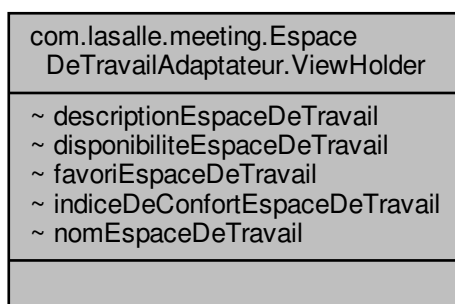 com.lasalle.meeting.Espace
DeTravailAdaptateur.ViewHolder
~ descriptionEspaceDeTravail
~ disponibiliteEspaceDeTravail
~ favoriEspaceDeTravail
~ indiceDeConfortEspaceDeTravail
~ nomEspaceDeTravail